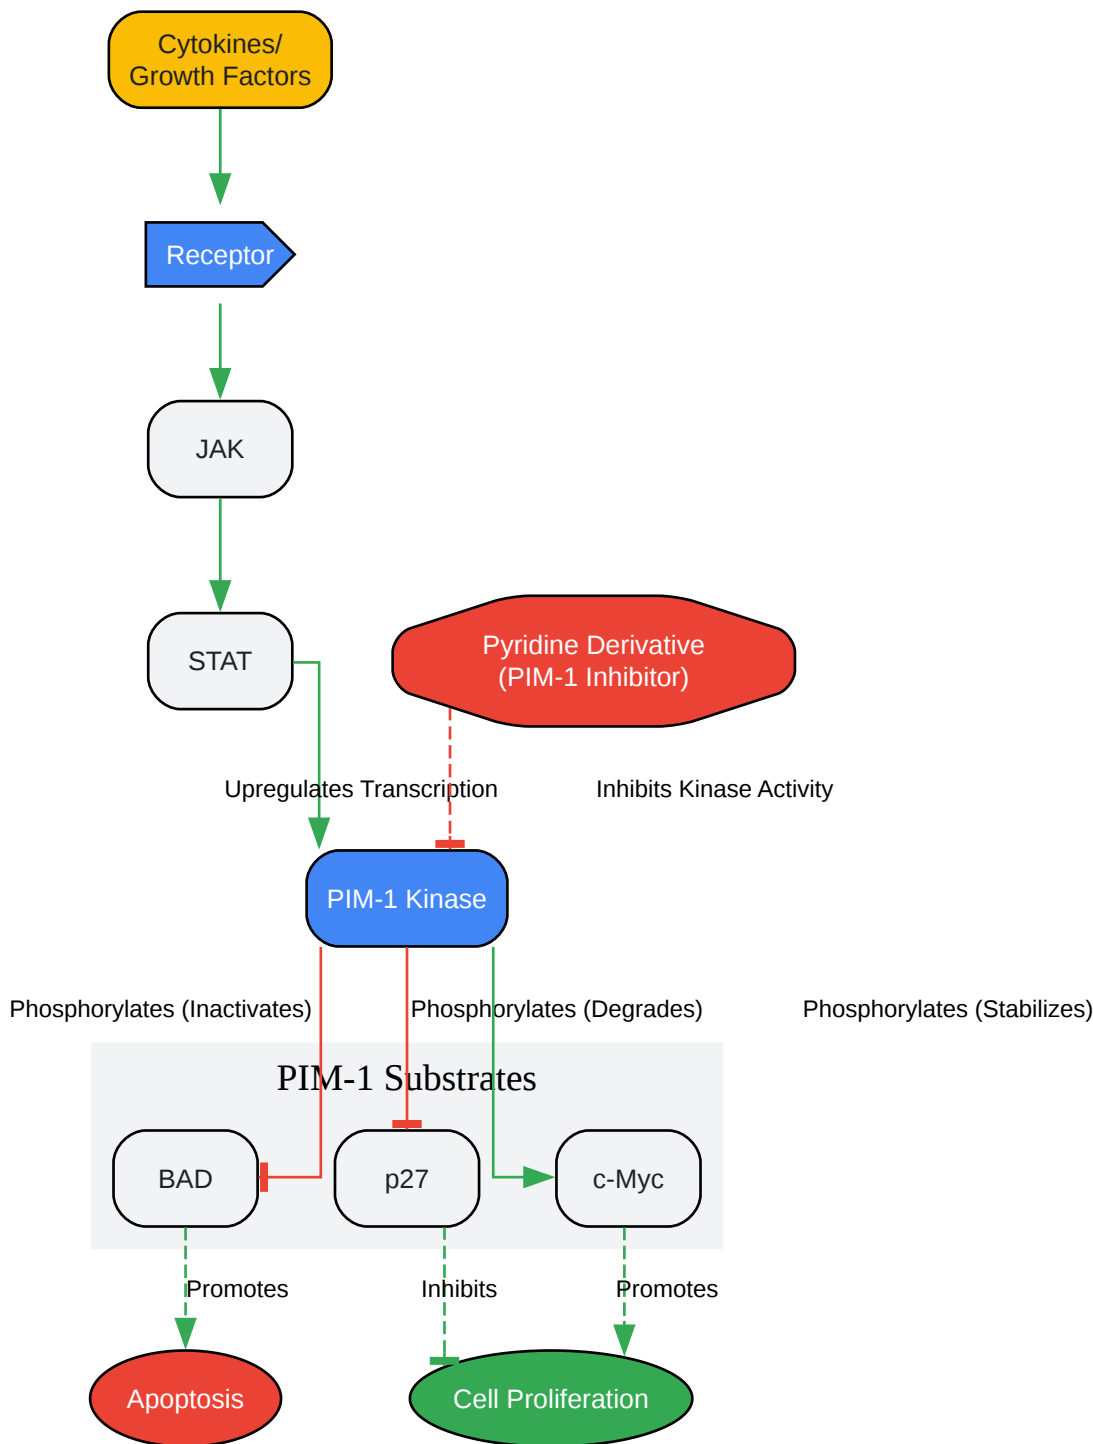 Cytokines/
Growth Factors
Receptor
JAK
STAT
Pyridine Derivative
(PIM-1 Inhibitor)
Upregulates Transcription
Inhibits Kinase Activity
PIM-1 Kinase
Phosphorylates (Inactivates)
Phosphorylates (Degrades)
Phosphorylates (Stabilizes)
PIM-1 Substrates
BAD
p27
c-Myc
Promotes
Inhibits
Promotes
Apoptosis
Cell Proliferation